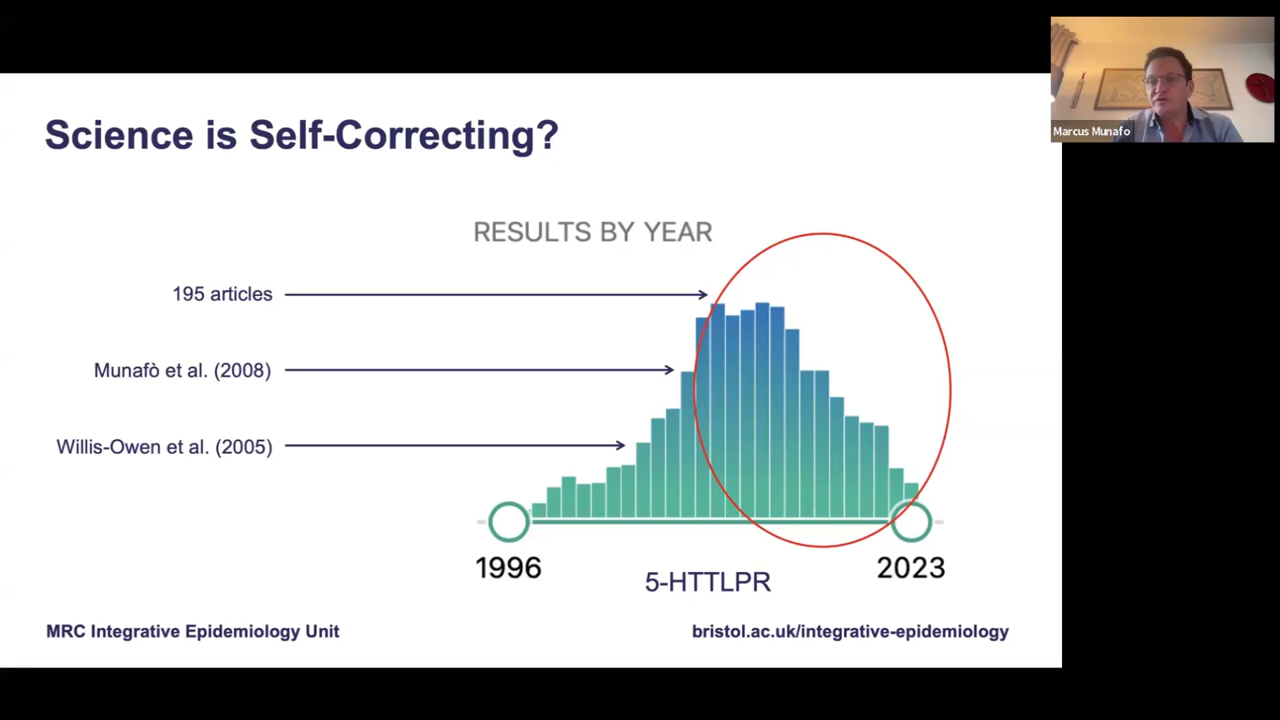 Marcus Munafo
Science is Self-Correcting?
RESULTS BY YEAR
195 articles
Munafò et al. (2008)
Willis-Owen et al. (2005)
1996
2023
5-HTTLPR
MRC Integrative Epidemiology Unit
bristol.ac.uk/integrative-epidemiology